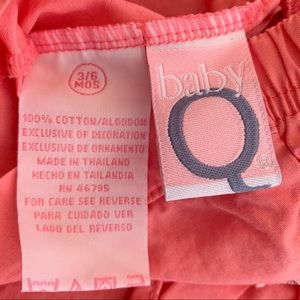 3/6
MOS
100% COTTON/ALGODON
EXCLUSIVE OF DECORATION
EXCLUSIVO DE ORNAMENTO
MADE IN THAILAND
HECHO EN TAILANDIA
RN 46795
FOR CARE SEE REVERSE
PARA CUIDADO VER
LADO DEL REVERSO
baby
Q
®